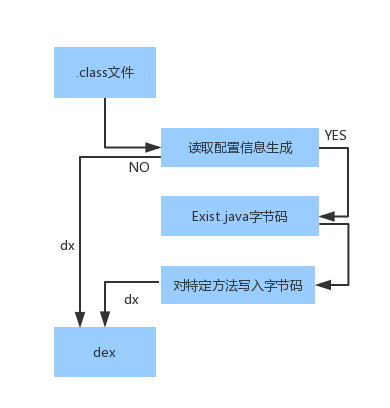 .class文件
读取配置信息生成
YES
NO
Exist.java字节码
dx
对特定方法写入字节码
dx
dex